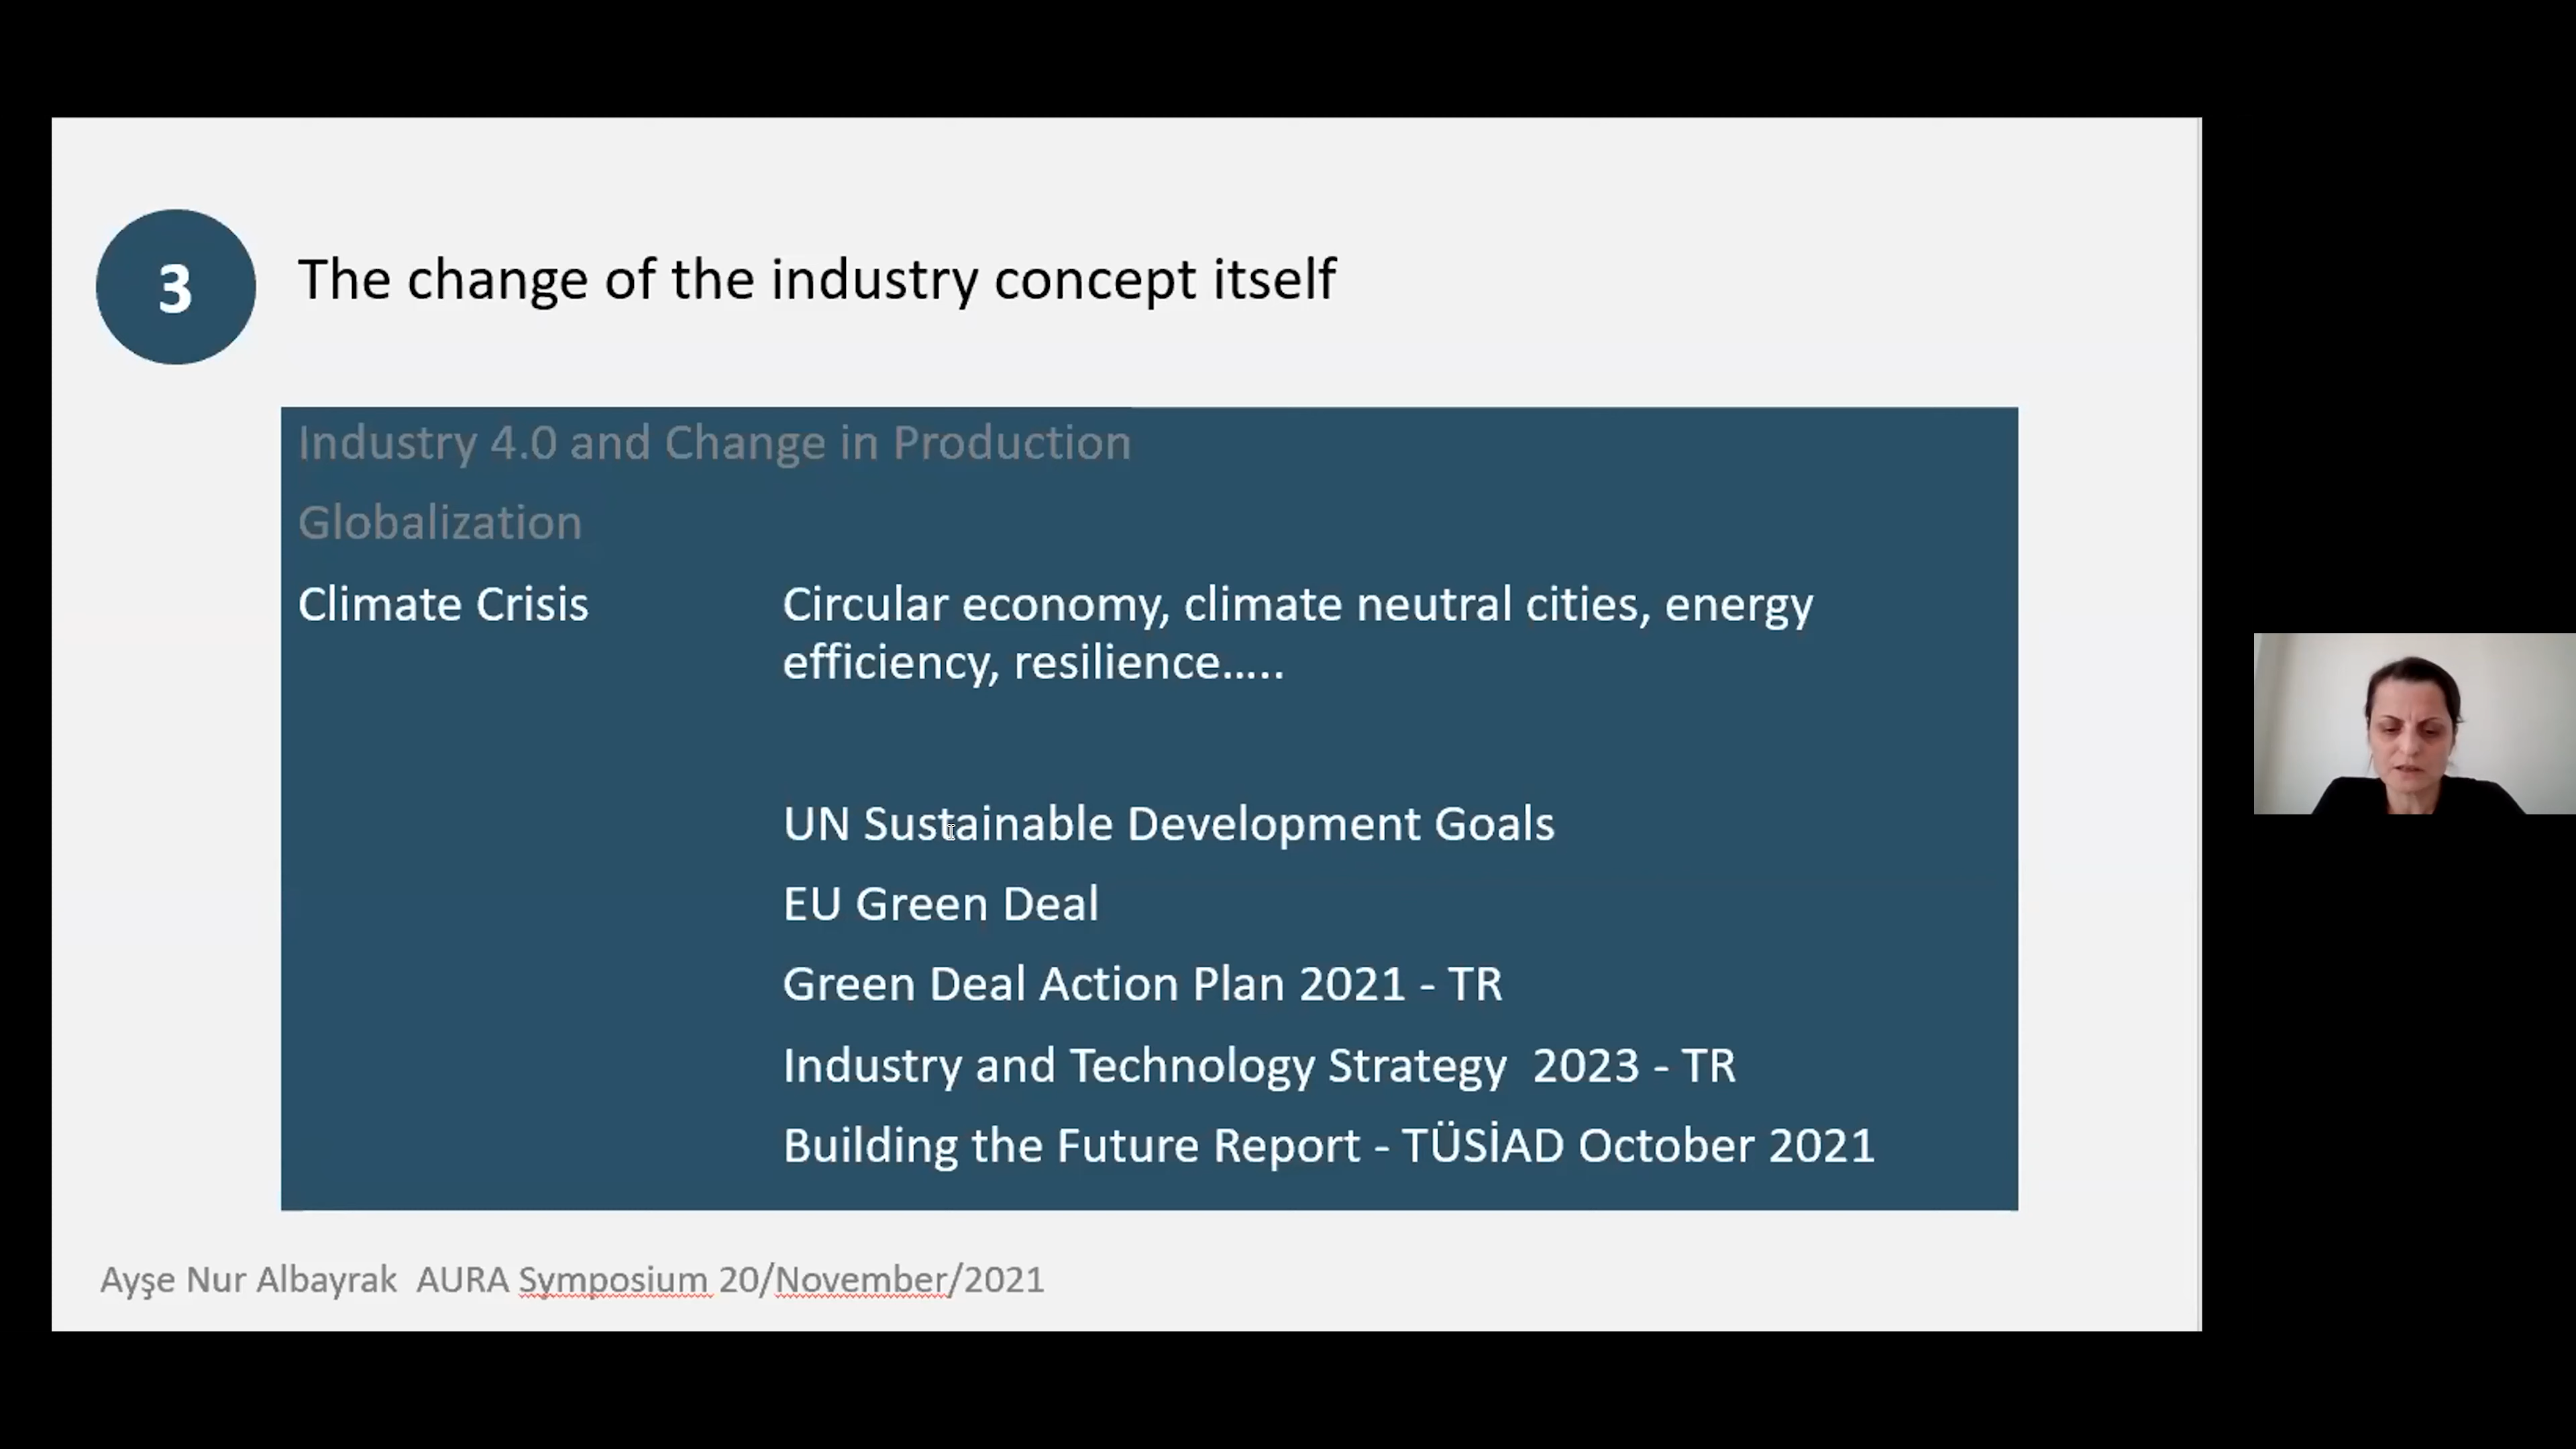 3
The change of the industry concept itself
Industry 4.0 and Change in Production
Globalization
Climate Crisis
Circular economy, climate neutral cities, energy
efficiency, resilience.....
UN Sustainable Development Goals
EU Green Deal
Green Deal Action Plan 2021 - TR
Industry and Technology Strategy  2023 - TR
Building the Future Report - TÜSİAD October 2021
Ayşe Nur Albayrak  AURA Symposium 20/November/2021